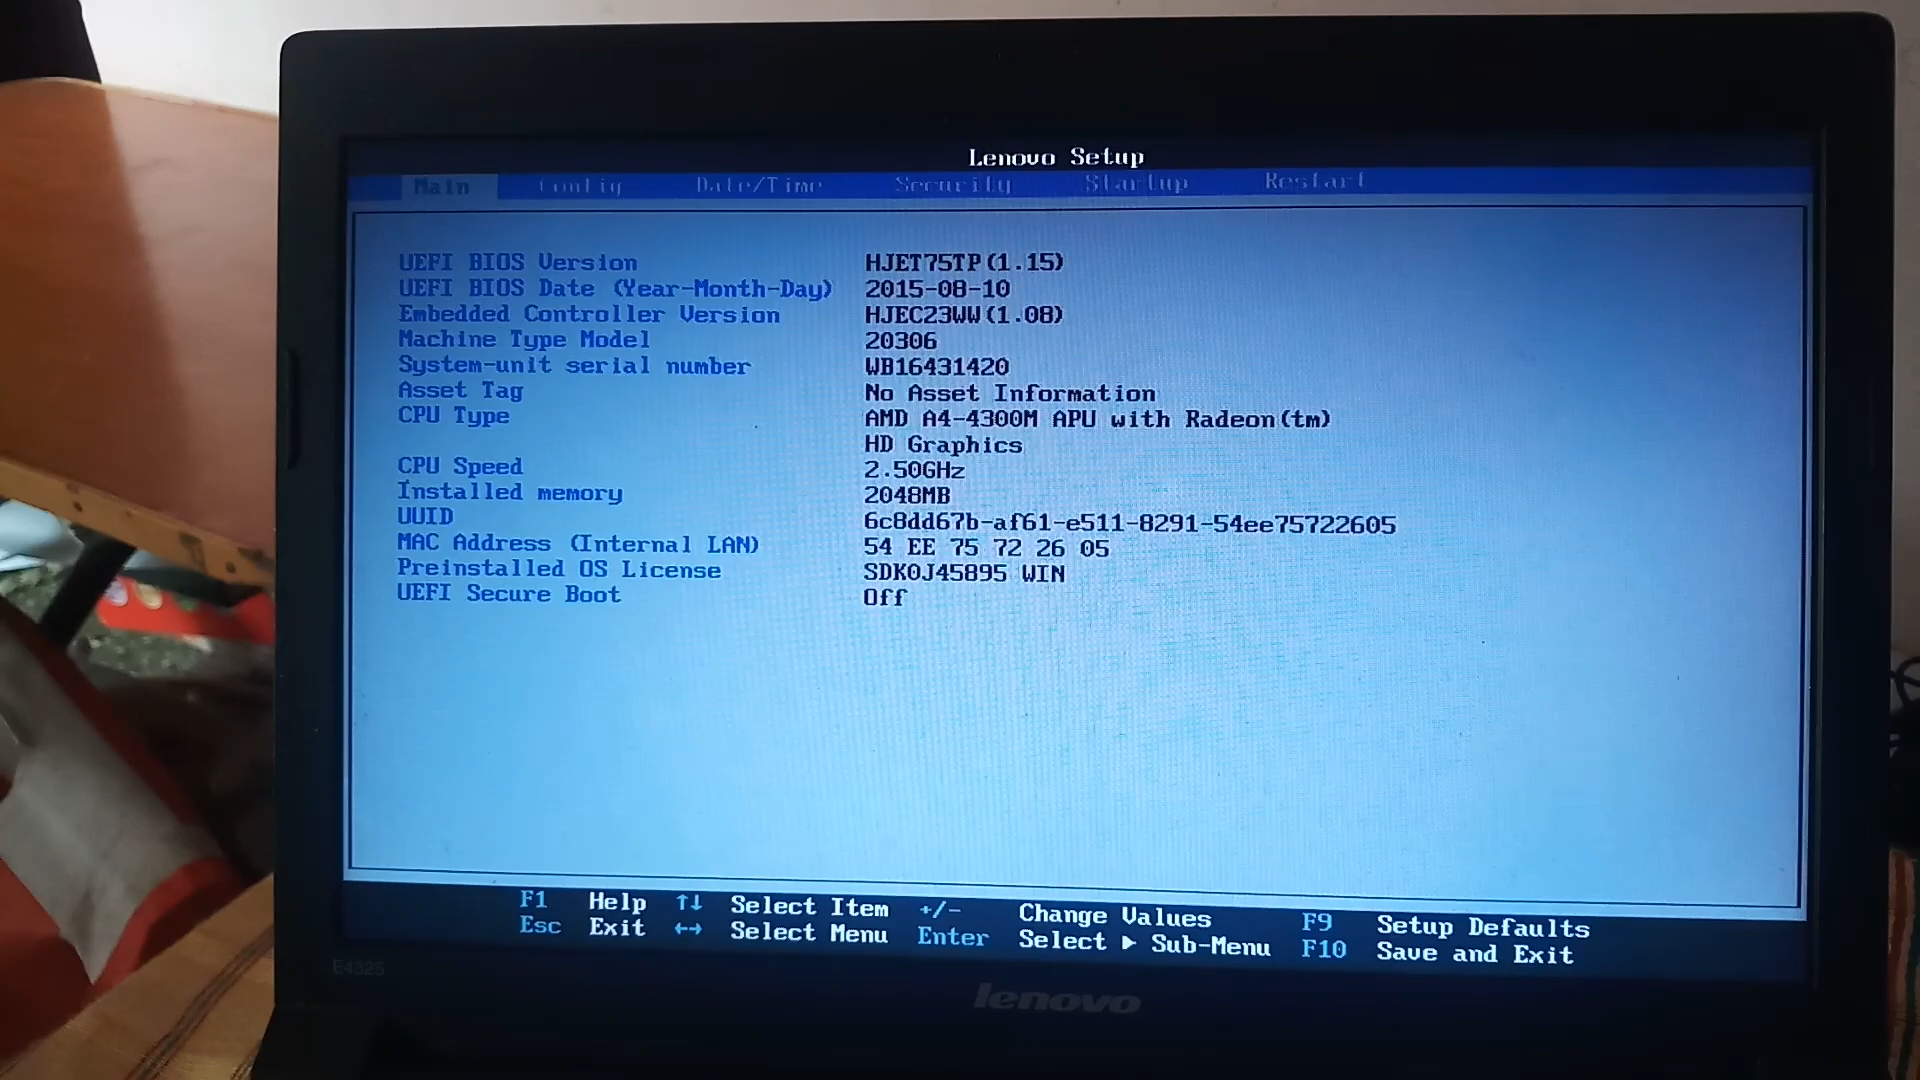 Lenovo Setup
Main Config Date/Time Security Startup Restart
UEFI BIOS Version HJET75TP(1.15)
UEFI BIOS Date (Year-Month-Day) 2015-08-10
Embedded Controller Version HJEC23WW(1.08)
Machine Type Model 20306
System-unit serial number WB16431420
Asset Tag No Asset Information
CPU Type AMD A4-4300M APU with Radeon(tm)
HD Graphics
CPU Speed 2.50GHz
Installed memory 2048MB
UUID 6c8dd67b-af61-e511-8291-54ee75722605
MAC Address (Internal LAN) 54 EE 75 72 26 05
Preinstalled OS License SDK0J45895 WIN
UEFI Secure Boot Off
F1 Help ↑↓ Select Item +/- Change Values F9 Setup Defaults
Esc Exit ←→ Select Menu Enter Select ▶ Sub-Menu F10 Save and Exit
E4325
lenovo